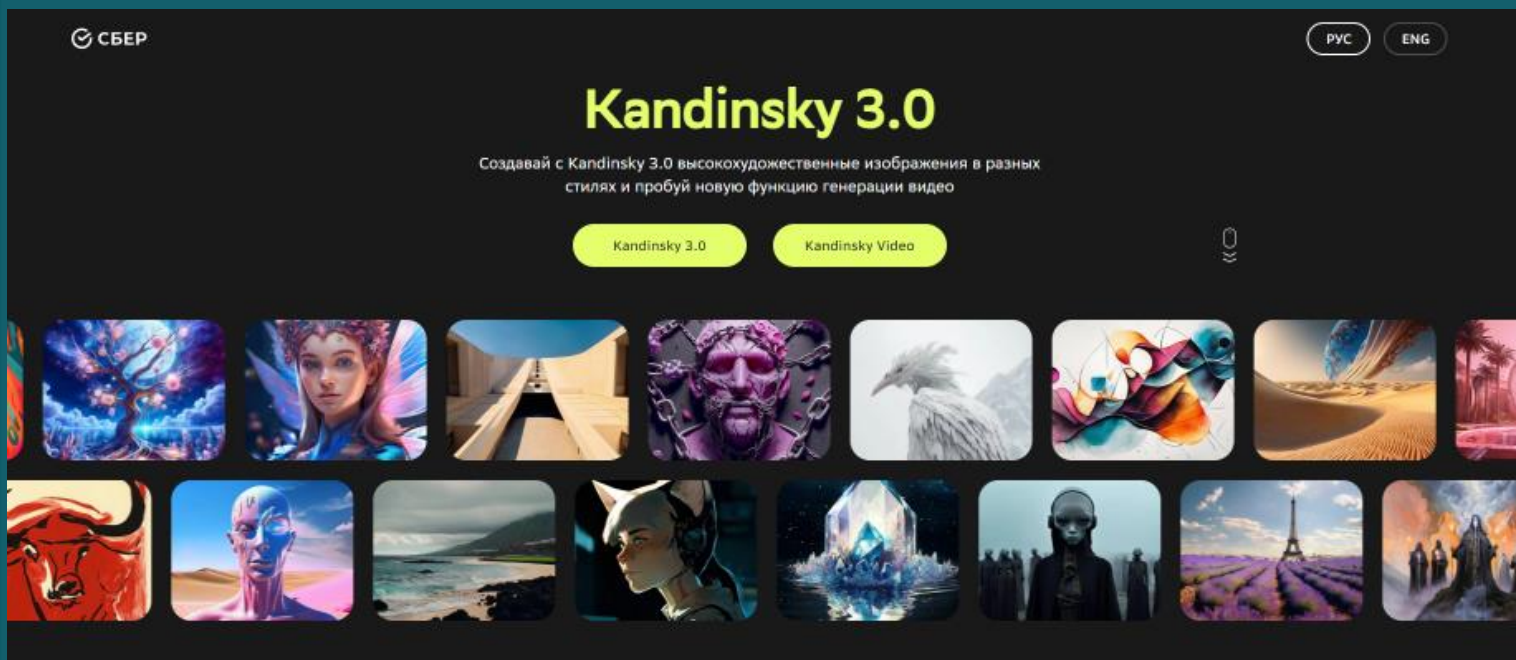 СБЕР
РУС
ENG
Kandinsky 3.0
Создавай с Kandinsky 3.0 высокохудожественные изображения в разных
стилях и пробуй новую функцию генерации видео
Kandinsky 3.0
Kandinsky Video